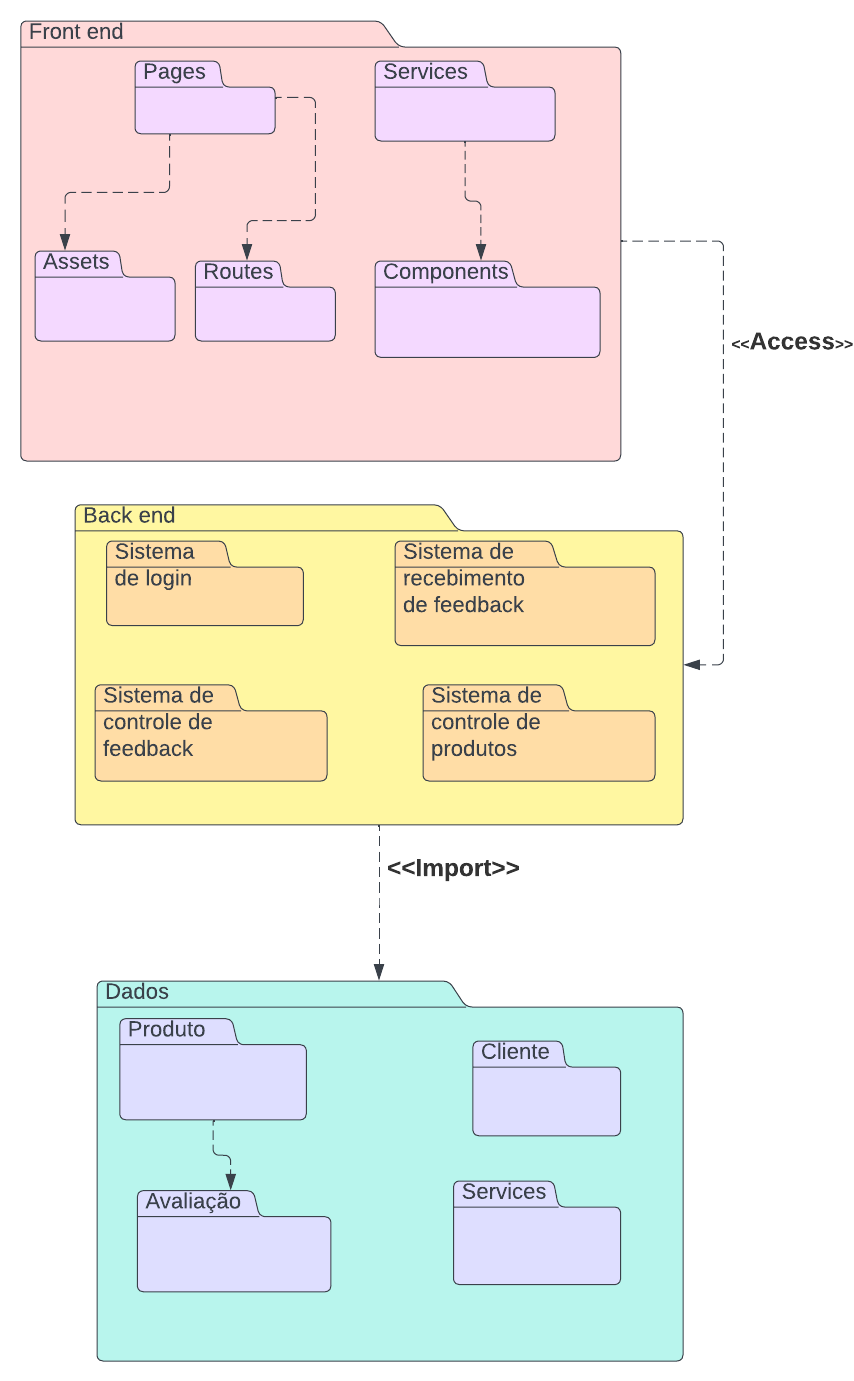 Front end
Pages
Services
Assets
Routes
Components
<<Access>>
Back end
Sistema
de login
Sistema de
recebimento
de feedback
Sistema de
controle de
feedback
Sistema de
controle de
produtos
<<Import>>
Dados
Produto
Cliente
Avaliação
Services